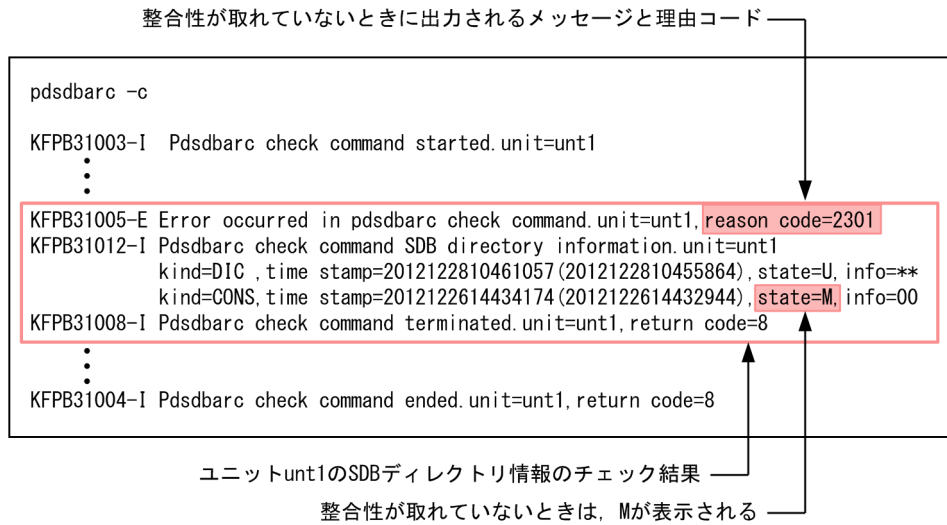 整合性が取れていないときに出力されるメッセージと理由コード
pdsdbarc -c
KFPB31003-I  Pdsdbarc check command started.unit=unt1
KFPB31005-E Error occurred in pdsdbarc check command.unit=unt1,reason code=2301
KFPB31012-I Pdsdbarc check command SDB directory information.unit=unt1
kind=DIC ,time stamp=2012122810461057(2012122810455864),state=U,info=**
kind=CONS,time stamp=2012122614434174(2012122614432944),state=M,info=OO
KFPB31008-I Pdsdbarc check command terminated.unit=unt1,return code=8
KFPB31004-I Pdsdbarc check command ended.unit=unt1,return code=8
ユニットunt1のSDBディレクトリ情報のチェック結果
整合性が取れていないときは，Mが表示される